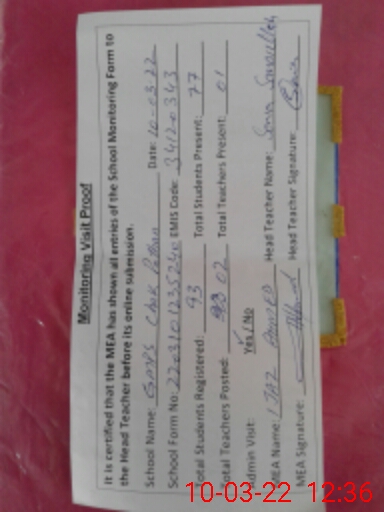 Monitoring Visit Proof
It is certified that the MEA has shown all entries of the School Monitoring Form to
the Head Teacher before its online submission.
School Name: GMPS Chak Pathan Date: 10-03-22
School Form No: EMIS Code: 34120343
Total Students Registered: 93 Total Students Present: 77
Total Teachers Posted: 02 Total Teachers Present: 01
Admin Visit: Yes / No
MEA Name: IJAZ AHMED Head Teacher Name:
MEA Signature: Head Teacher Signature:
10-03-22 12:36